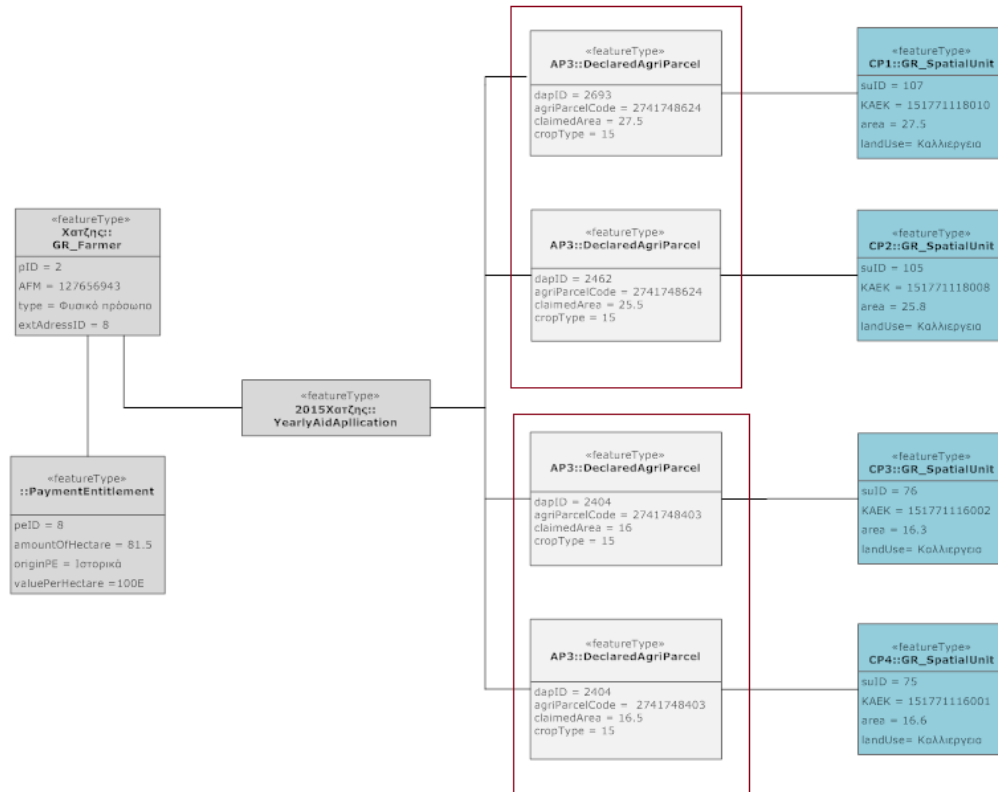 «featureType»
Χατζης::
GR_Farmer
pID = 2
AFM = 127656943
type = Φυσικό πρόσωπο
extAdressID = 8
«featureType»
::PaymentEntitlement
peID = 8
amountOfHectare = 81.5
originPE = Ιστορικά
valuePerHectare =100E
«featureType»
2015Χατζης::
YearlyAidApllication
«featureType»
AP3::DeclaredAgriParcel
dapID = 2693
agriParcelCode = 2741748624
claimedArea = 27.5
cropType = 15
«featureType»
AP3::DeclaredAgriParcel
dapID = 2462
agriParcelCode = 2741748624
claimedArea = 25.5
cropType = 15
«featureType»
AP3::DeclaredAgriParcel
dapID = 2404
agriParcelCode = 2741748403
claimedArea = 16
cropType = 15
«featureType»
AP3::DeclaredAgriParcel
dapID = 2404
agriParcelCode = 2741748403
claimedArea = 16.5
cropType = 15
«featureType»
CP1::GR_SpatialUnit
suID = 107
KAEK = 151771118010
area = 27.5
landUse= Καλλιεργεια
«featureType»
CP2::GR_SpatialUnit
suID = 105
KAEK = 151771118008
area = 25.8
landUse= Καλλιεργεια
«featureType»
CP3::GR_SpatialUnit
suID = 76
KAEK = 151771116002
area = 16.3
landUse= Καλλιεργεια
«featureType»
CP4::GR_SpatialUnit
suID = 75
KAEK = 151771116001
area = 16.6
landUse= Καλλιεργεια